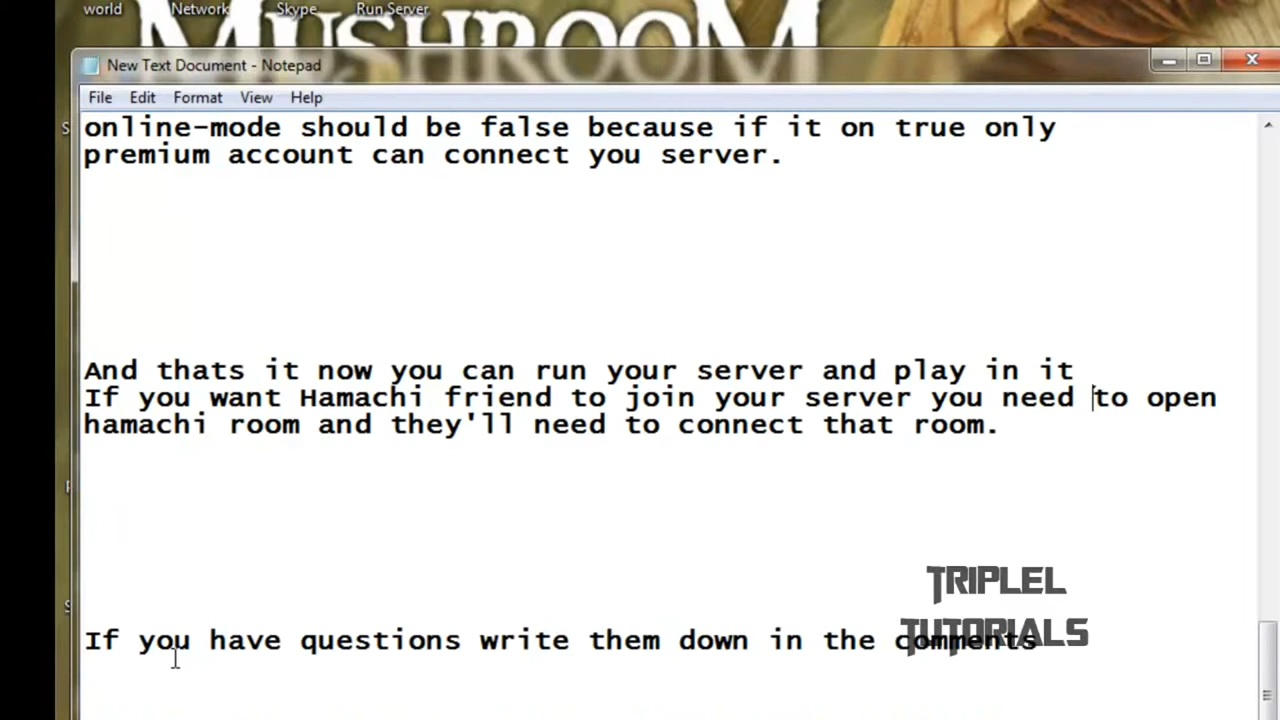 world Network Skype Run Server
MUSHROOM
New Text Document - Notepad
File Edit Format View Help
online-mode should be false because if it on true only
premium account can connect you server.
And thats it now you can run your server and play in it
If you want Hamachi friend to join your server you need to open
hamachi room and they'll need to connect that room.
TRIPLEL
TUTORIALS
If you have questions write them down in the comments